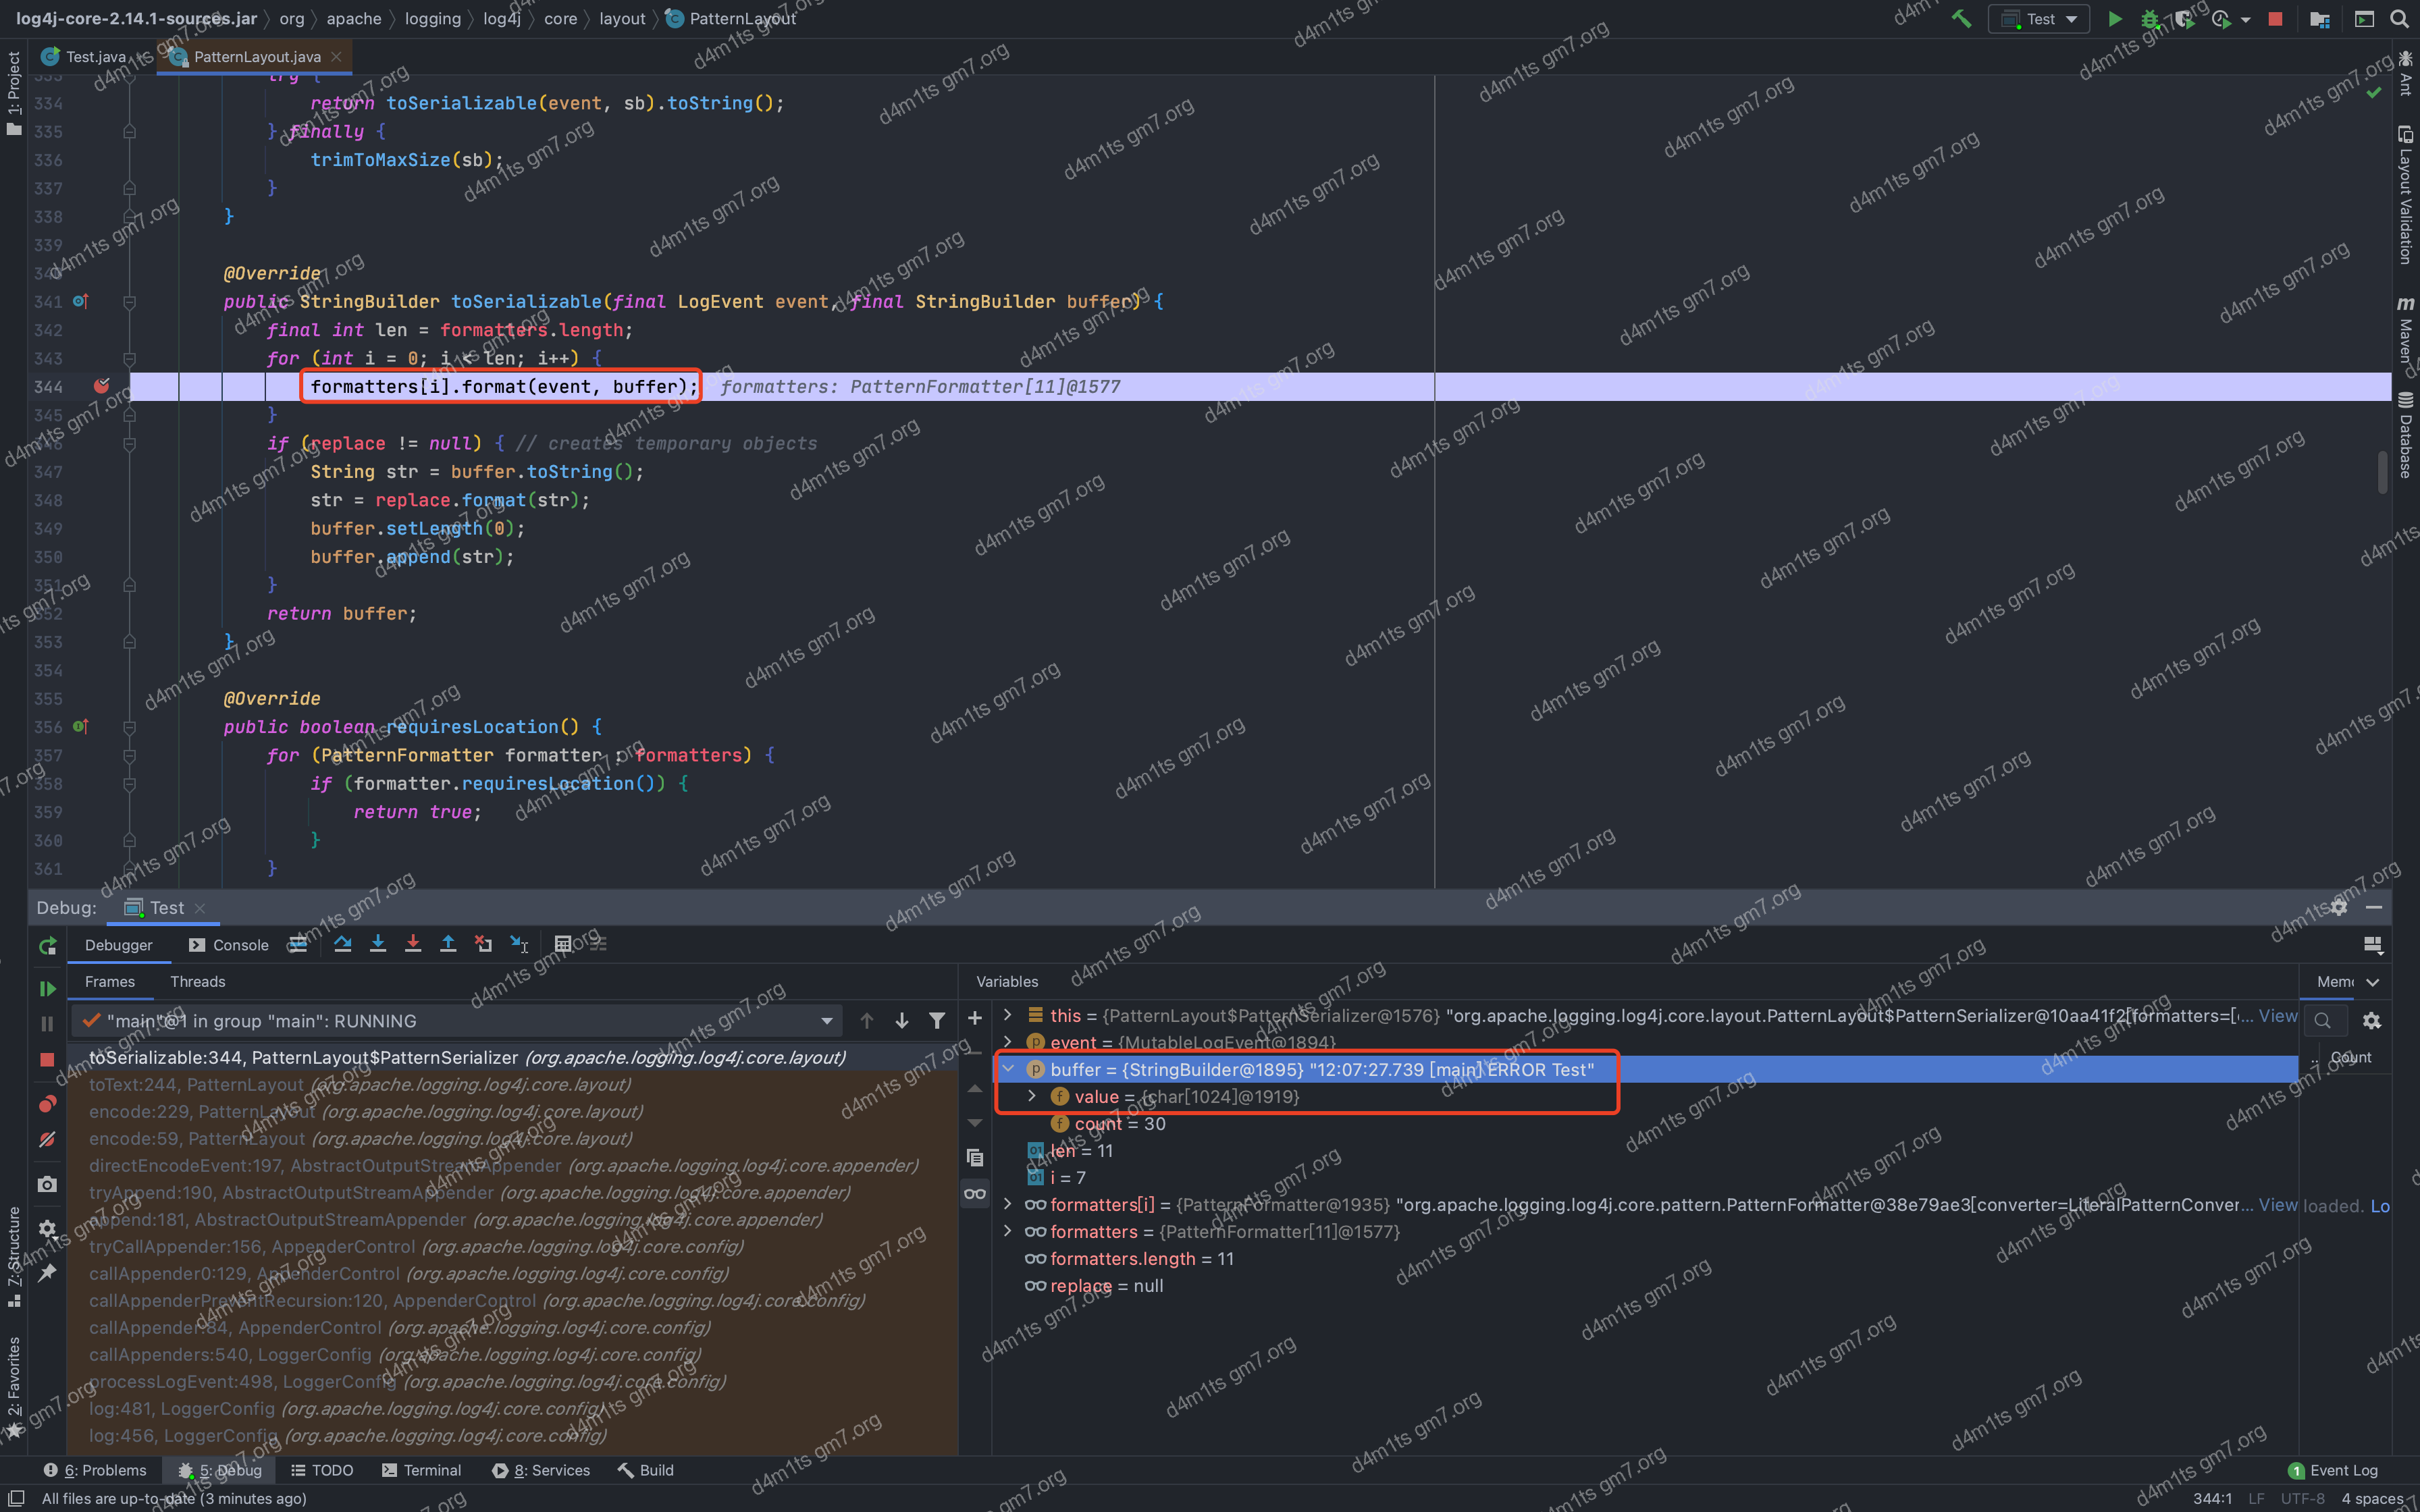 log4j-core-2.14.1-sources.jar org apache logging log4j core layout PatternLayout
Test
Test.java
PatternLayout.java
1: Project
333 try {
334 return toSerializable(event, sb).toString();
335 } finally {
336 trimToMaxSize(sb);
337 }
338 }
339
340 @Override
341 public StringBuilder toSerializable(final LogEvent event, final StringBuilder buffer) {
342 final int len = formatters.length;
343 for (int i = 0; i < len; i++) {
344 formatters[i].format(event, buffer); formatters: PatternFormatter[11]@1577
345 }
346 if (replace != null) { // creates temporary objects
347 String str = buffer.toString();
348 str = replace.format(str);
349 buffer.setLength(0);
350 buffer.append(str);
351 }
352 return buffer;
353 }
354
355 @Override
356 public boolean requiresLocation() {
357 for (PatternFormatter formatter : formatters) {
358 if (formatter.requiresLocation()) {
359 return true;
360 }
361 }
Ant
Layout Validation
Maven
Database
Debug: Test
Debugger Console
Frames Threads
"main"@1 in group "main": RUNNING
toSerializable:344, PatternLayout$PatternSerializer (org.apache.logging.log4j.core.layout)
toText:244, PatternLayout (org.apache.logging.log4j.core.layout)
encode:229, PatternLayout (org.apache.logging.log4j.core.layout)
encode:59, PatternLayout (org.apache.logging.log4j.core.layout)
directEncodeEvent:197, AbstractOutputStreamAppender (org.apache.logging.log4j.core.appender)
tryAppend:190, AbstractOutputStreamAppender (org.apache.logging.log4j.core.appender)
append:181, AbstractOutputStreamAppender (org.apache.logging.log4j.core.appender)
tryCallAppender:156, AppenderControl (org.apache.logging.log4j.core.config)
callAppender0:129, AppenderControl (org.apache.logging.log4j.core.config)
callAppenderPreventRecursion:120, AppenderControl (org.apache.logging.log4j.core.config)
callAppender:84, AppenderControl (org.apache.logging.log4j.core.config)
callAppenders:540, LoggerConfig (org.apache.logging.log4j.core.config)
processLogEvent:498, LoggerConfig (org.apache.logging.log4j.core.config)
log:481, LoggerConfig (org.apache.logging.log4j.core.config)
log:456, LoggerConfig (org.apache.logging.log4j.core.config)
Variables
this = {PatternLayout$PatternSerializer@1576} "org.apache.logging.log4j.core.layout.PatternLayout$PatternSerializer@10aa41f2[formatters=[... View
event = {MutableLogEvent@1894}
buffer = {StringBuilder@1895} "12:07:27.739 [main] ERROR Test"
value = {char[1024]@1919}
count = 30
len = 11
i = 7
formatters[i] = {PatternFormatter@1935} "org.apache.logging.log4j.core.pattern.PatternFormatter@38e79ae3[converter=LiteralPatternConver... View
formatters = {PatternFormatter[11]@1577}
formatters.length = 11
replace = null
Mem
Count
loaded. Lo
7: Structure
2: Favorites
6: Problems 5: Debug TODO Terminal 8: Services Build 1 Event Log
All files are up-to-date (3 minutes ago) 344:1 LF UTF-8 4 spaces
d4m1ts gm7.org